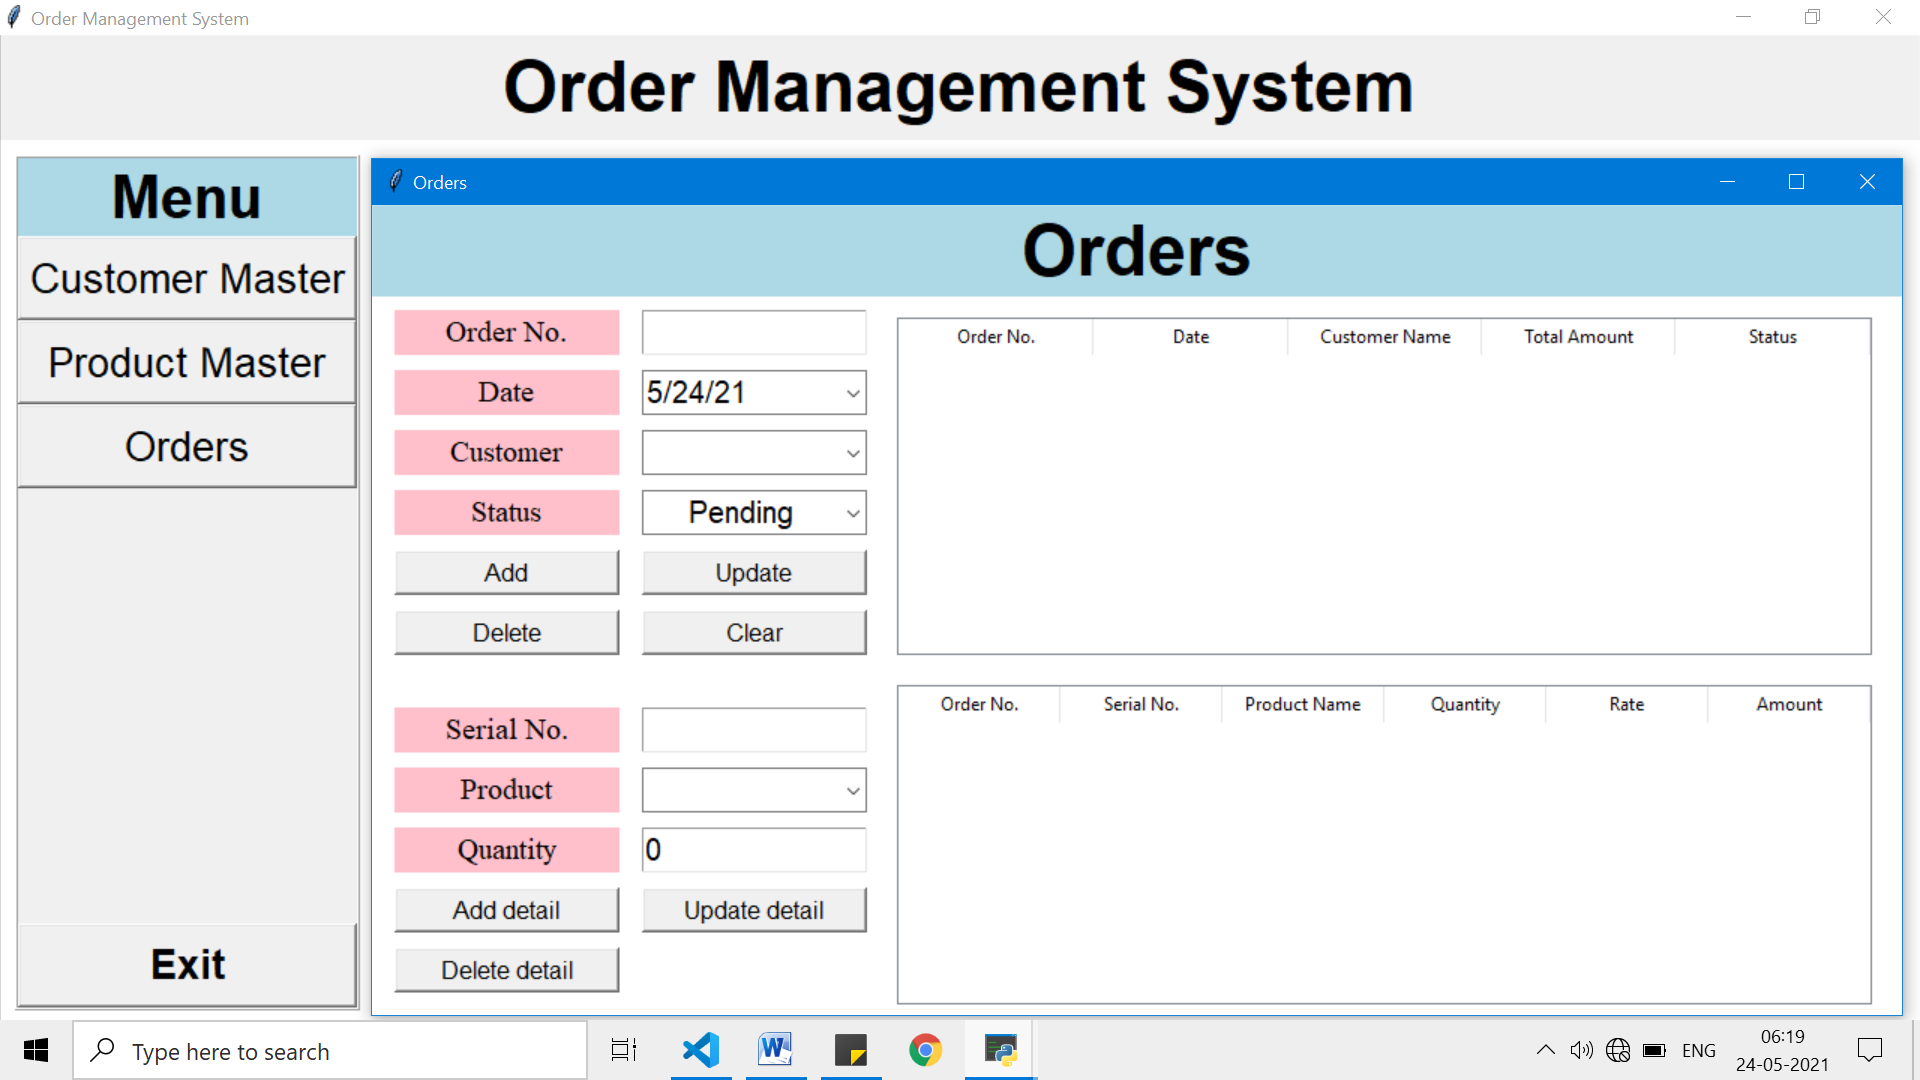 Order Management System
Order Management System
Menu
Customer Master
Product Master
Orders
Exit
Orders
Orders
Order No.
Date 5/24/21
Customer
Status Pending
Add Update
Delete Clear
Order No. Date Customer Name Total Amount Status
Serial No.
Product
Quantity 0
Add detail Update detail
Delete detail
Order No. Serial No. Product Name Quantity Rate Amount
Type here to search
W
ENG
06:19
24-05-2021